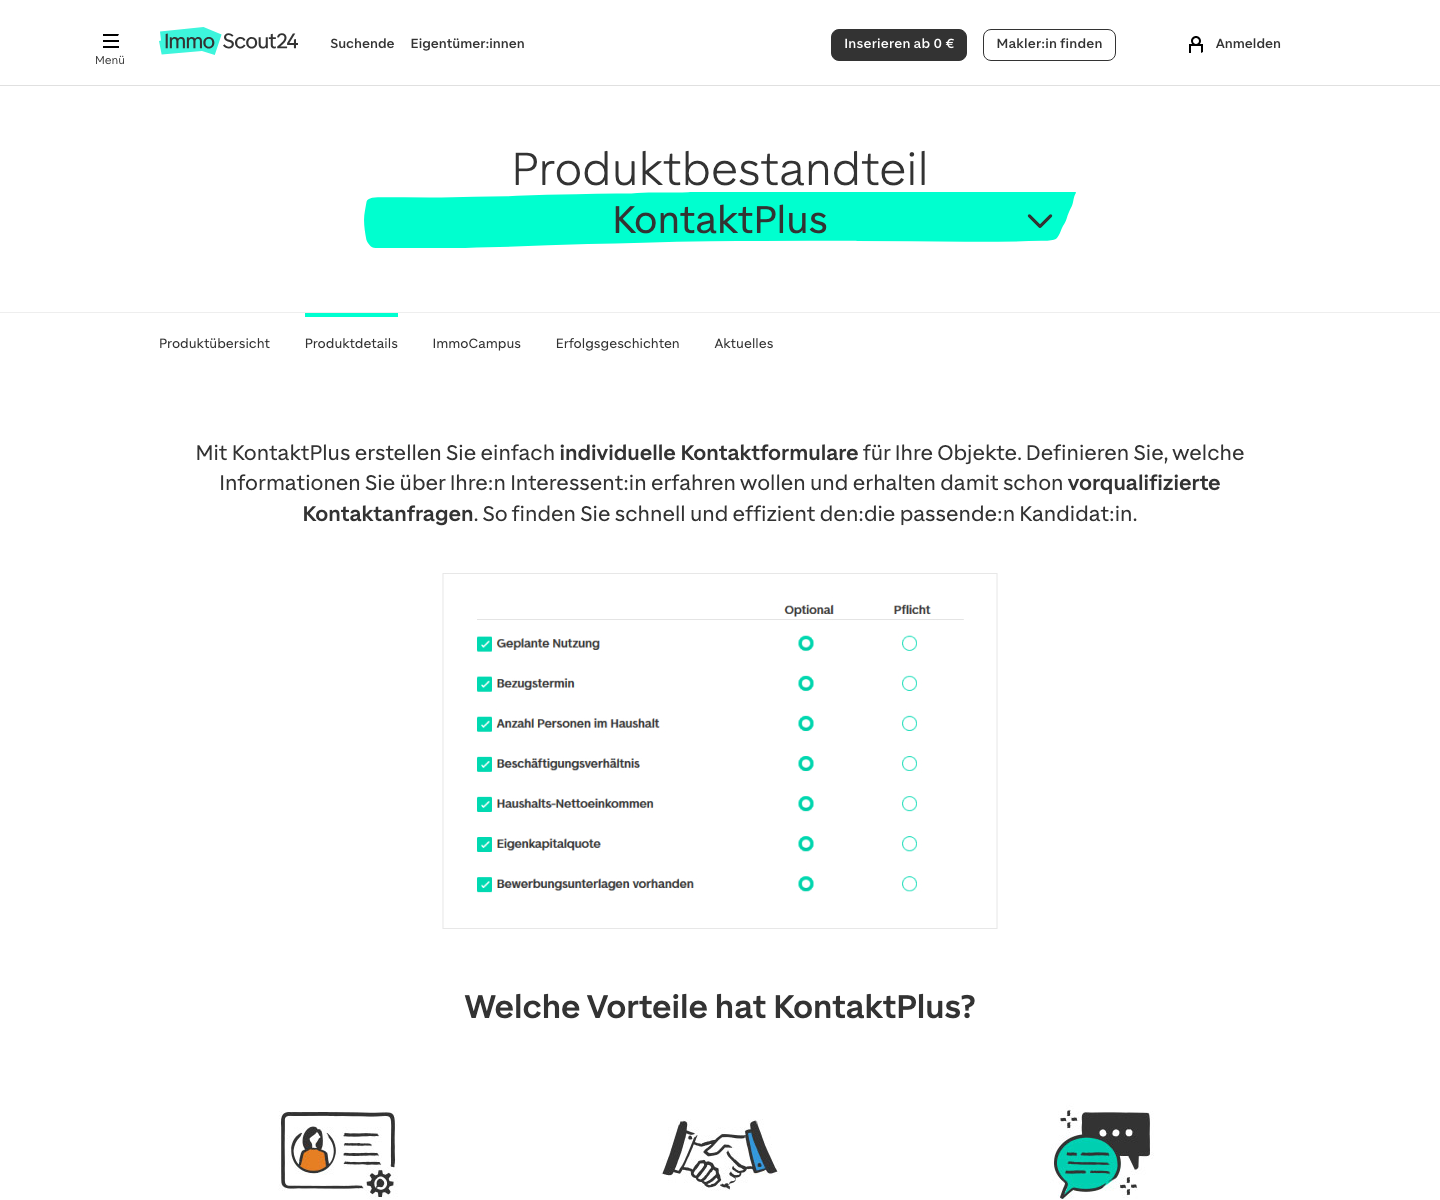 Menü
ImmoScout24
Suchende
Eigentümer:innen
Inserieren ab 0 €
Makler:in finden
Anmelden
Produktbestandteil
KontaktPlus
Produktübersicht
Produktdetails
ImmoCampus
Erfolgsgeschichten
Aktuelles
Mit KontaktPlus erstellen Sie einfach individuelle Kontaktformulare für Ihre Objekte. Definieren Sie, welche
Informationen Sie über Ihre:n Interessent:in erfahren wollen und erhalten damit schon vorqualifizierte
Kontaktanfragen. So finden Sie schnell und effizient den:die passende:n Kandidat:in.
Optional Pflicht
Geplante Nutzung
Bezugstermin
Anzahl Personen im Haushalt
Beschäftigungsverhältnis
Haushalts-Nettoeinkommen
Eigenkapitalquote
Bewerbungsunterlagen vorhanden
Welche Vorteile hat KontaktPlus?